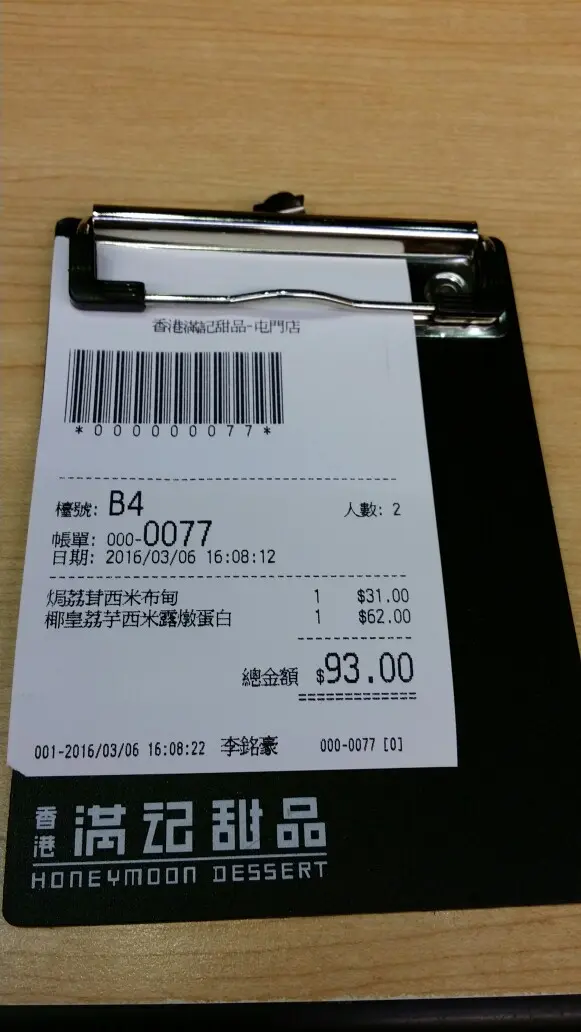 香港滿記甜品-屯門店
*000000077*
檯號: B4 人數: 2
帳單: 000-0077
日期: 2016/03/06 16:08:12
焗荔茸西米布甸 1 $31.00
椰皇荔芋西米露燉蛋白 1 $62.00
總金額 $93.00
001-2016/03/06 16:08:22 李銘豪 000-0077 [0]
香港 滿记甜品
HONEYMOON DESSERT